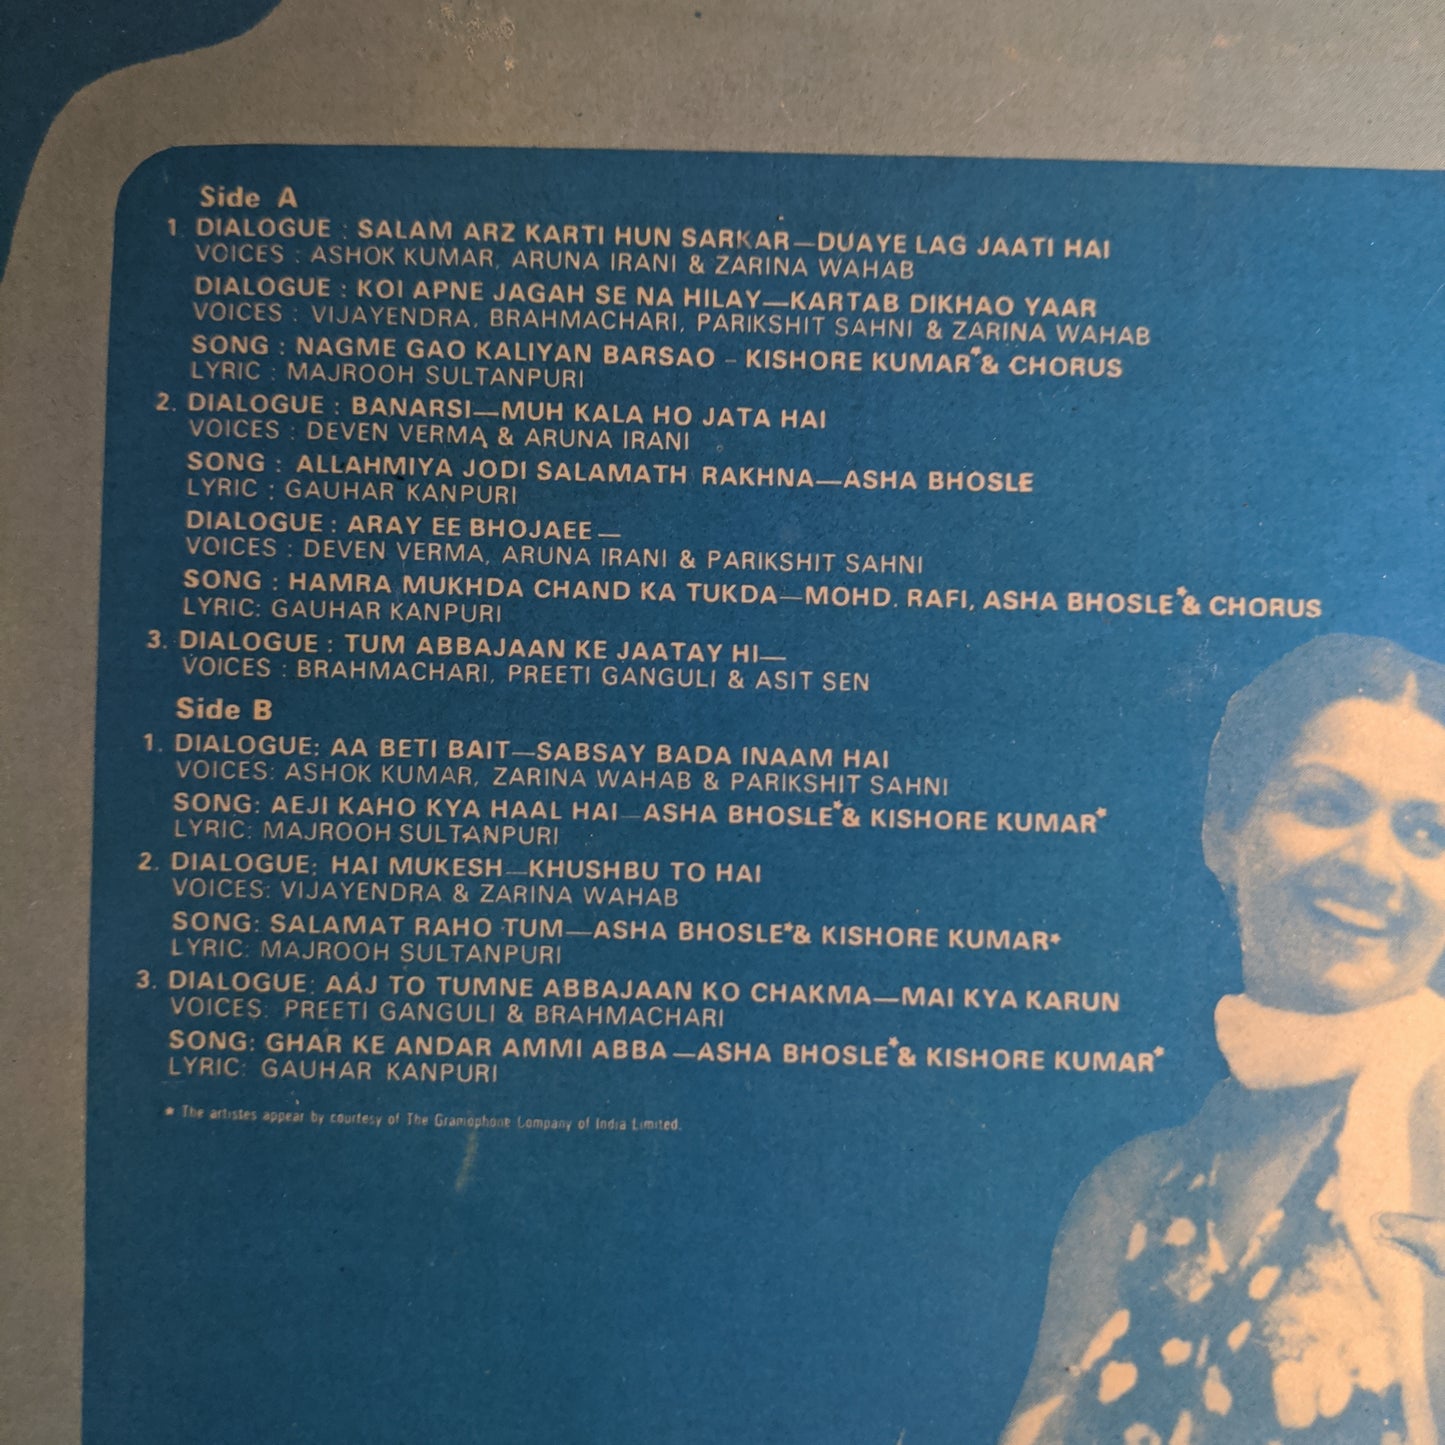 Side A
1. DIALOGUE : SALAM ARZ KARTI HUN SARKAR—DUAYE LAG JAATI HAI
VOICES : ASHOK KUMAR, ARUNA IRANI & ZARINA WAHAB
DIALOGUE : KOI APNE JAGAH SE NA HILAY—KARTAB DIKHAO YAAR
VOICES : VIJAYENDRA, BRAHMACHARI, PARIKSHIT SAHNI & ZARINA WAHAB
SONG : NAGME GAO KALIYAN BARSAO - KISHORE KUMAR* & CHORUS
LYRIC : MAJROOH SULTANPURI
2. DIALOGUE : BANARSI—MUH KALA HO JATA HAI
VOICES : DEVEN VERMA & ARUNA IRANI
SONG : ALLAHMIYA JODI SALAMATH RAKHNA—ASHA BHOSLE
LYRIC : GAUHAR KANPURI
DIALOGUE : ARAY EE BHOJAEE —
VOICES : DEVEN VERMA, ARUNA IRANI & PARIKSHIT SAHNI
SONG : HAMRA MUKHDA CHAND KA TUKDA—MOHD. RAFI, ASHA BHOSLE* & CHORUS
LYRIC: GAUHAR KANPURI
3. DIALOGUE : TUM ABBAJAAN KE JAATAY HI—
VOICES : BRAHMACHARI, PREETI GANGULI & ASIT SEN
Side B
1. DIALOGUE: AA BETI BAIT—SABSAY BADA INAAM HAI
VOICES: ASHOK KUMAR, ZARINA WAHAB & PARIKSHIT SAHNI
SONG: AEJI KAHO KYA HAAL HAI—ASHA BHOSLE* & KISHORE KUMAR*
LYRIC: MAJROOH SULTANPURI
2. DIALOGUE: HAI MUKESH—KHUSHBU TO HAI
VOICES: VIJAYENDRA & ZARINA WAHAB
SONG: SALAMAT RAHO TUM—ASHA BHOSLE* & KISHORE KUMAR*
LYRIC: MAJROOH SULTANPURI
3. DIALOGUE: AAJ TO TUMNE ABBAJAAN KO CHAKMA—MAI KYA KARUN
VOICES: PREETI GANGULI & BRAHMACHARI
SONG: GHAR KE ANDAR AMMI ABBA—ASHA BHOSLE* & KISHORE KUMAR*
LYRIC: GAUHAR KANPURI
* The artistes appear by courtesy of The Gramophone Company of India Limited.